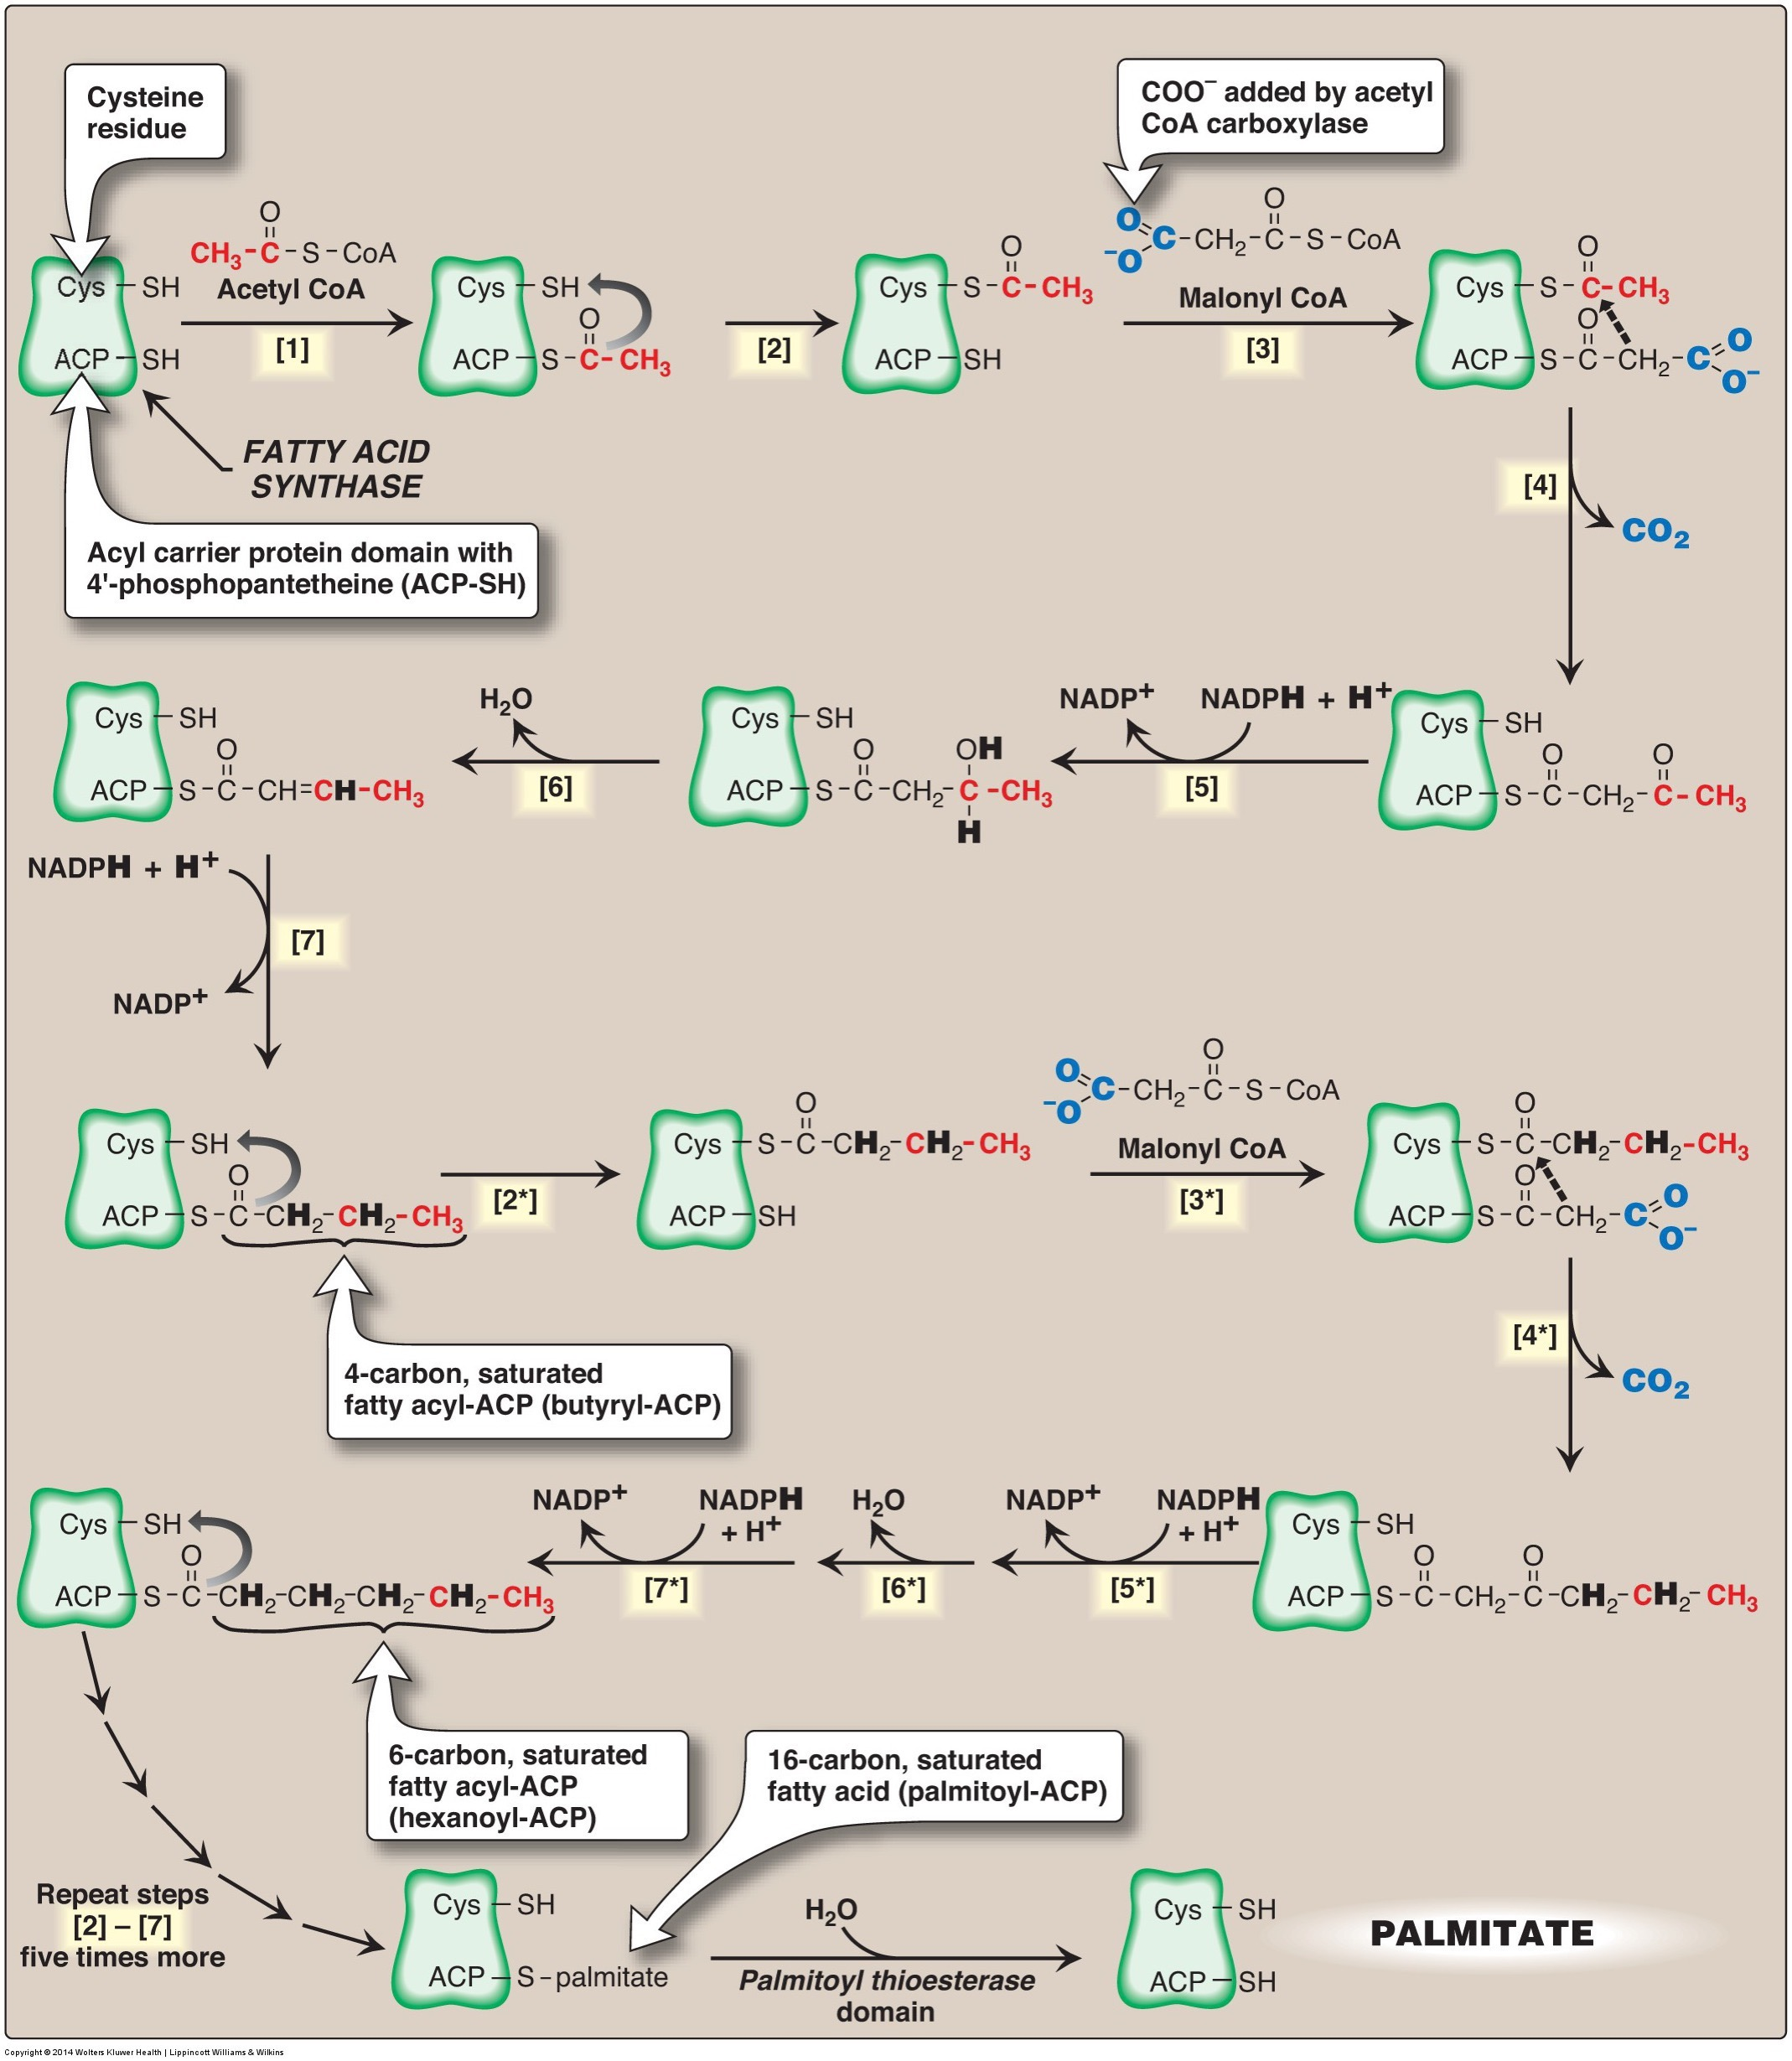 Cysteine
residue
COO⁻ added by acetyl
CoA carboxylase
O
CH₃-C-S-CoA
Acetyl CoA
[1]
Cys-SH
ACP-SH
FATTY ACID
SYNTHASE
Acyl carrier protein domain with
4'-phosphopantetheine (ACP-SH)
Cys-SH
O
ACP-S-C-CH₃
[2]
O
Cys-S-C-CH₃
ACP-SH
O O
⁻O C-CH₂-C-S-CoA
Malonyl CoA
[3]
O
Cys-S-C-CH₃
O O
ACP-S-C-CH₂-C O⁻
[4]
CO₂
Cys-SH
O O
ACP-S-C-CH₂-C-CH₃
NADP⁺ NADPH + H⁺
[5]
Cys-SH
O OH
ACP-S-C-CH₂-C-CH₃
H
H₂O
[6]
Cys-SH
O
ACP-S-C-CH=CH-CH₃
NADPH + H⁺
[7]
NADP⁺
Cys-SH
O
ACP-S-C-CH₂-CH₂-CH₃
4-carbon, saturated
fatty acyl-ACP (butyryl-ACP)
[2*]
O
Cys-S-C-CH₂-CH₂-CH₃
ACP-SH
O O
⁻O C-CH₂-C-S-CoA
Malonyl CoA
[3*]
O
Cys-S-C-CH₂-CH₂-CH₃
O O
ACP-S-C-CH₂-C O⁻
[4*]
CO₂
Cys-SH
O O
ACP-S-C-CH₂-C-CH₂-CH₂-CH₃
NADP⁺ NADPH
+ H⁺
[5*]
H₂O
[6*]
NADP⁺ NADPH
+ H⁺
[7*]
Cys-SH
O
ACP-S-C-CH₂-CH₂-CH₂-CH₂-CH₃
6-carbon, saturated
fatty acyl-ACP
(hexanoyl-ACP)
16-carbon, saturated
fatty acid (palmitoyl-ACP)
Repeat steps
[2] – [7]
five times more
Cys-SH
ACP-S-palmitate
H₂O
Palmitoyl thioesterase
domain
Cys-SH
ACP-SH
PALMITATE
Copyright © 2014 Wolters Kluwer Health | Lippincott Williams & Wilkins